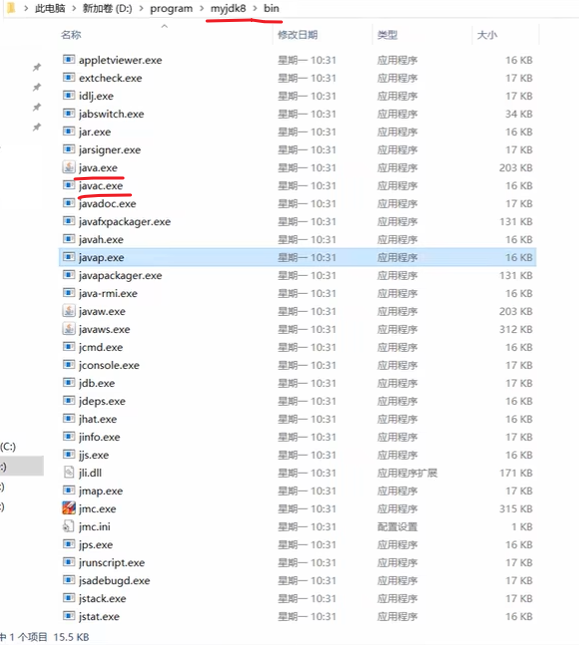 此电脑 > 新加卷 (D:) > program > myjdk8 > bin
名称 修改日期 类型 大小
appletviewer.exe 星期一 10:31 应用程序 16 KB
extcheck.exe 星期一 10:31 应用程序 17 KB
idlj.exe 星期一 10:31 应用程序 17 KB
jabswitch.exe 星期一 10:31 应用程序 34 KB
jar.exe 星期一 10:31 应用程序 16 KB
jarsigner.exe 星期一 10:31 应用程序 17 KB
java.exe 星期一 10:31 应用程序 203 KB
javac.exe 星期一 10:31 应用程序 16 KB
javadoc.exe 星期一 10:31 应用程序 17 KB
javafxpackager.exe 星期一 10:31 应用程序 131 KB
javah.exe 星期一 10:31 应用程序 16 KB
javap.exe 星期一 10:31 应用程序 16 KB
javapackager.exe 星期一 10:31 应用程序 131 KB
java-rmi.exe 星期一 10:31 应用程序 16 KB
javaw.exe 星期一 10:31 应用程序 203 KB
javaws.exe 星期一 10:31 应用程序 312 KB
jcmd.exe 星期一 10:31 应用程序 16 KB
jconsole.exe 星期一 10:31 应用程序 17 KB
jdb.exe 星期一 10:31 应用程序 17 KB
jdeps.exe 星期一 10:31 应用程序 16 KB
jhat.exe 星期一 10:31 应用程序 16 KB
jinfo.exe 星期一 10:31 应用程序 17 KB
(C:)
jjs.exe 星期一 10:31 应用程序 16 KB
:)
jli.dll 星期一 10:31 应用程序扩展 171 KB
:)
jmap.exe 星期一 10:31 应用程序 17 KB
:)
jmc.exe 星期一 10:31 应用程序 315 KB
jmc.ini 星期一 10:31 配置设置 1 KB
jps.exe 星期一 10:31 应用程序 16 KB
jrunscript.exe 星期一 10:31 应用程序 17 KB
jsadebugd.exe 星期一 10:31 应用程序 17 KB
jstack.exe 星期一 10:31 应用程序 17 KB
jstat.exe 星期一 10:31 应用程序 16 KB
中 1 个项目 15.5 KB